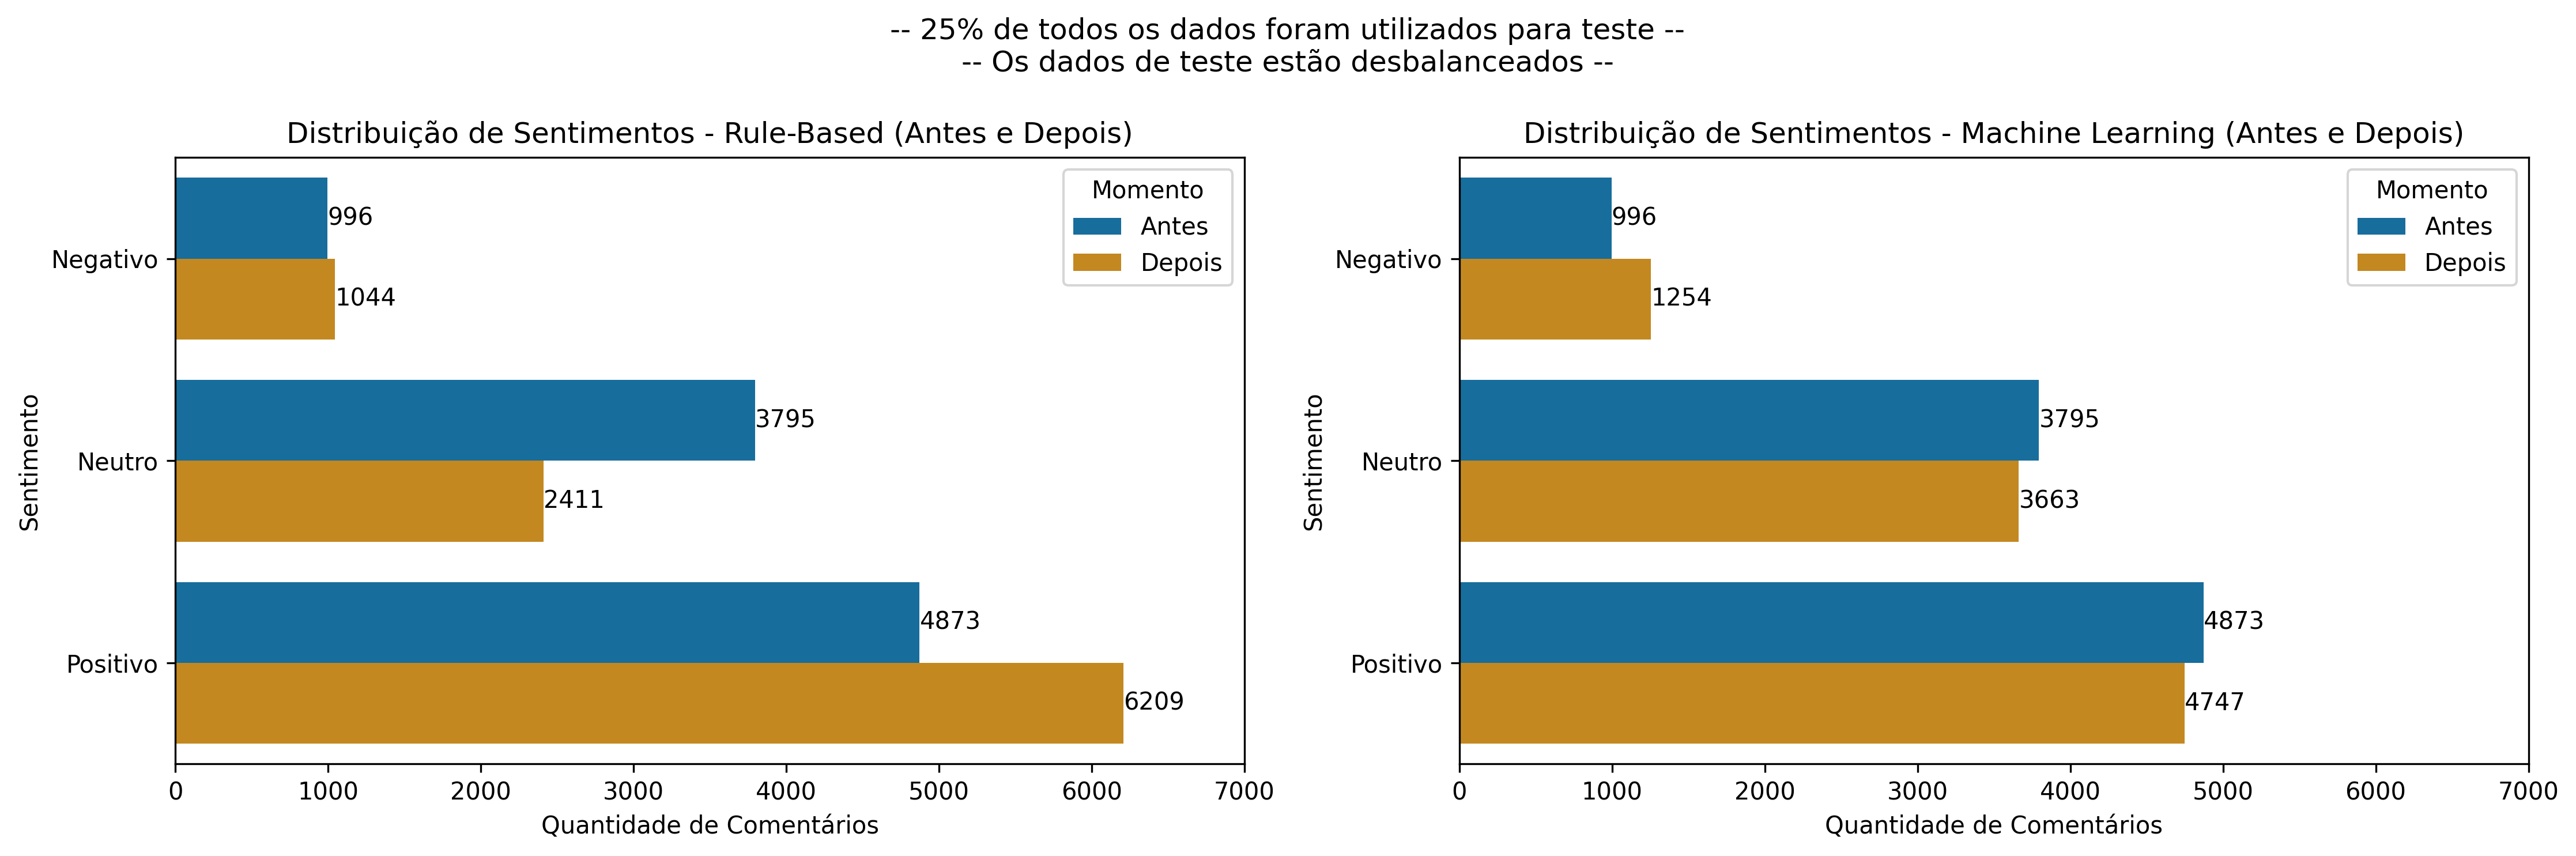 -- 25% de todos os dados foram utilizados para teste --
-- Os dados de teste estão desbalanceados --
Distribuição de Sentimentos - Rule-Based (Antes e Depois)
Momento
Antes
Depois
996
1044
3795
2411
4873
6209
Negativo
Neutro
Positivo
Sentimento
0 1000 2000 3000 4000 5000 6000 7000
Quantidade de Comentários
Distribuição de Sentimentos - Machine Learning (Antes e Depois)
Momento
Antes
Depois
996
1254
3795
3663
4873
4747
Negativo
Neutro
Positivo
Sentimento
0 1000 2000 3000 4000 5000 6000 7000
Quantidade de Comentários